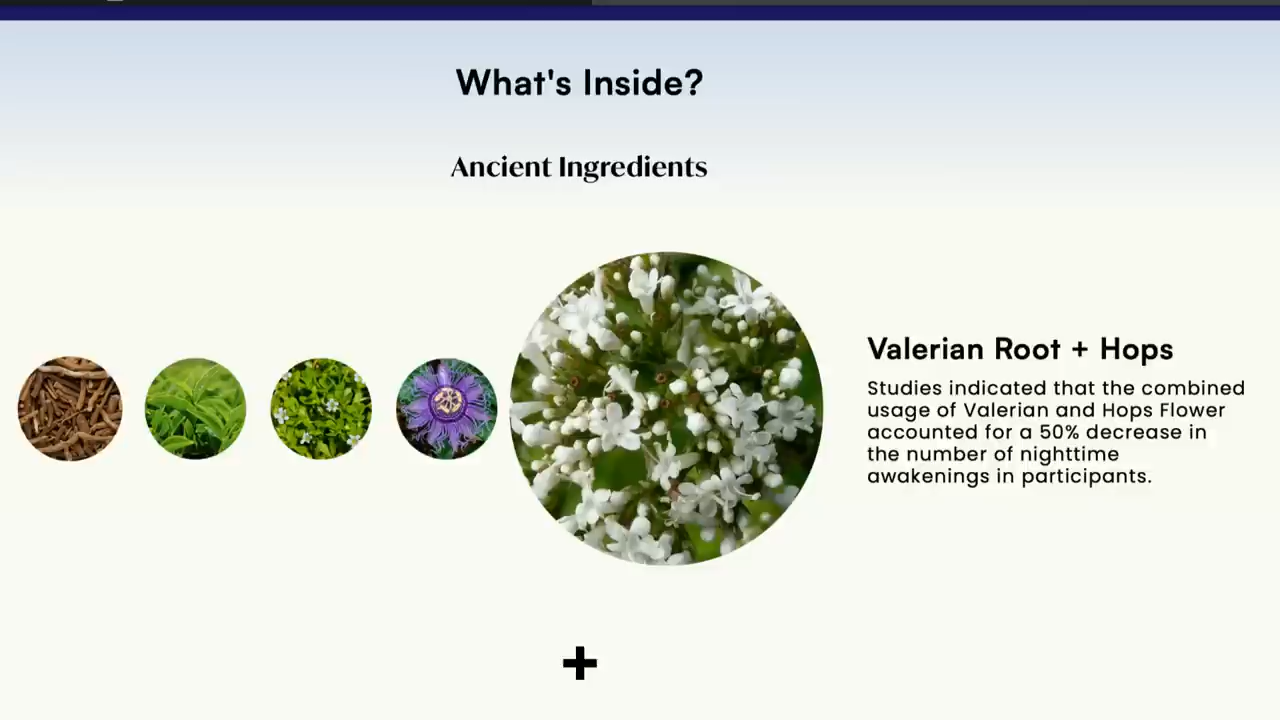 What's Inside?
Ancient Ingredients
Valerian Root + Hops
Studies indicated that the combined
usage of Valerian and Hops Flower
accounted for a 50% decrease in
the number of nighttime
awakenings in participants.
+